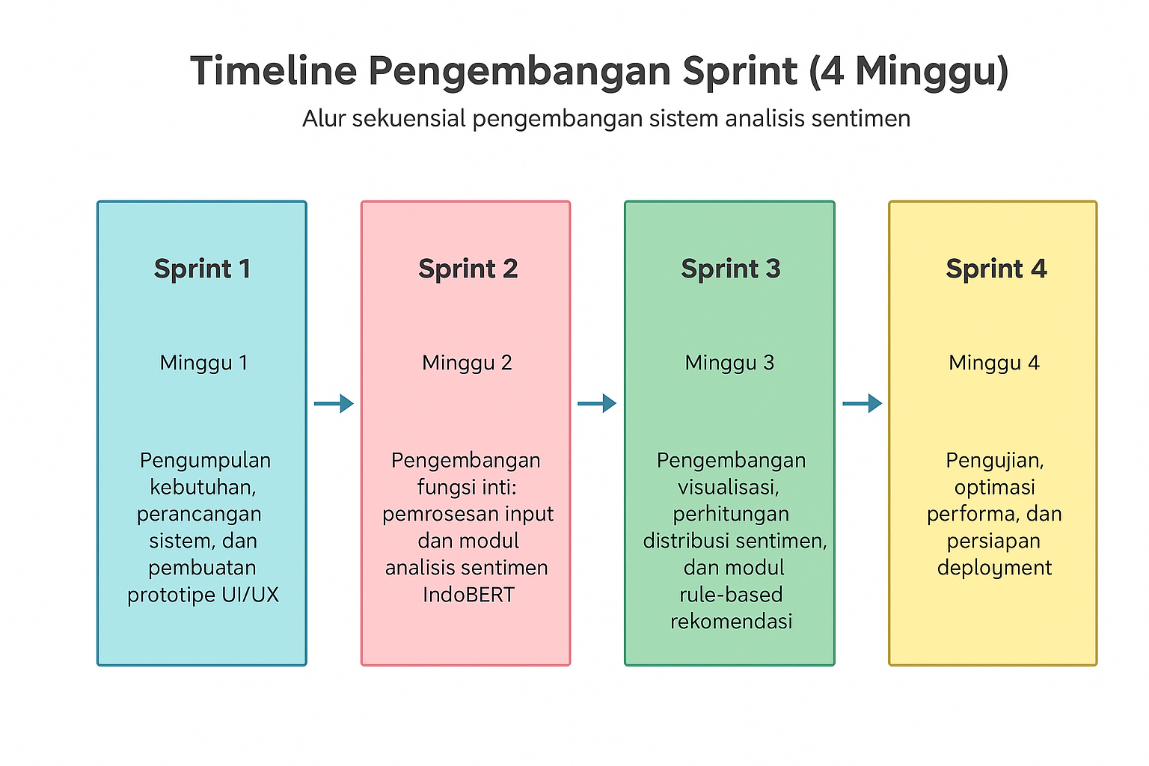 Timeline Pengembangan Sprint (4 Minggu)
Alur sekuensial pengembangan sistem analisis sentimen
Sprint 1
Minggu 1
Pengumpulan
kebutuhan,
perancangan
sistem, dan
pembuatan
prototipe UI/UX
Sprint 2
Minggu 2
Pengembangan
fungsi inti:
pemrosesan input
dan modul
analisis sentimen
IndoBERT
Sprint 3
Minggu 3
Pengembangan
visualisasi,
perhitungan
distribusi sentimen,
dan modul
rule-based
rekomendasi
Sprint 4
Minggu 4
Pengujian,
optimasi
performa, dan
persiapan
deployment